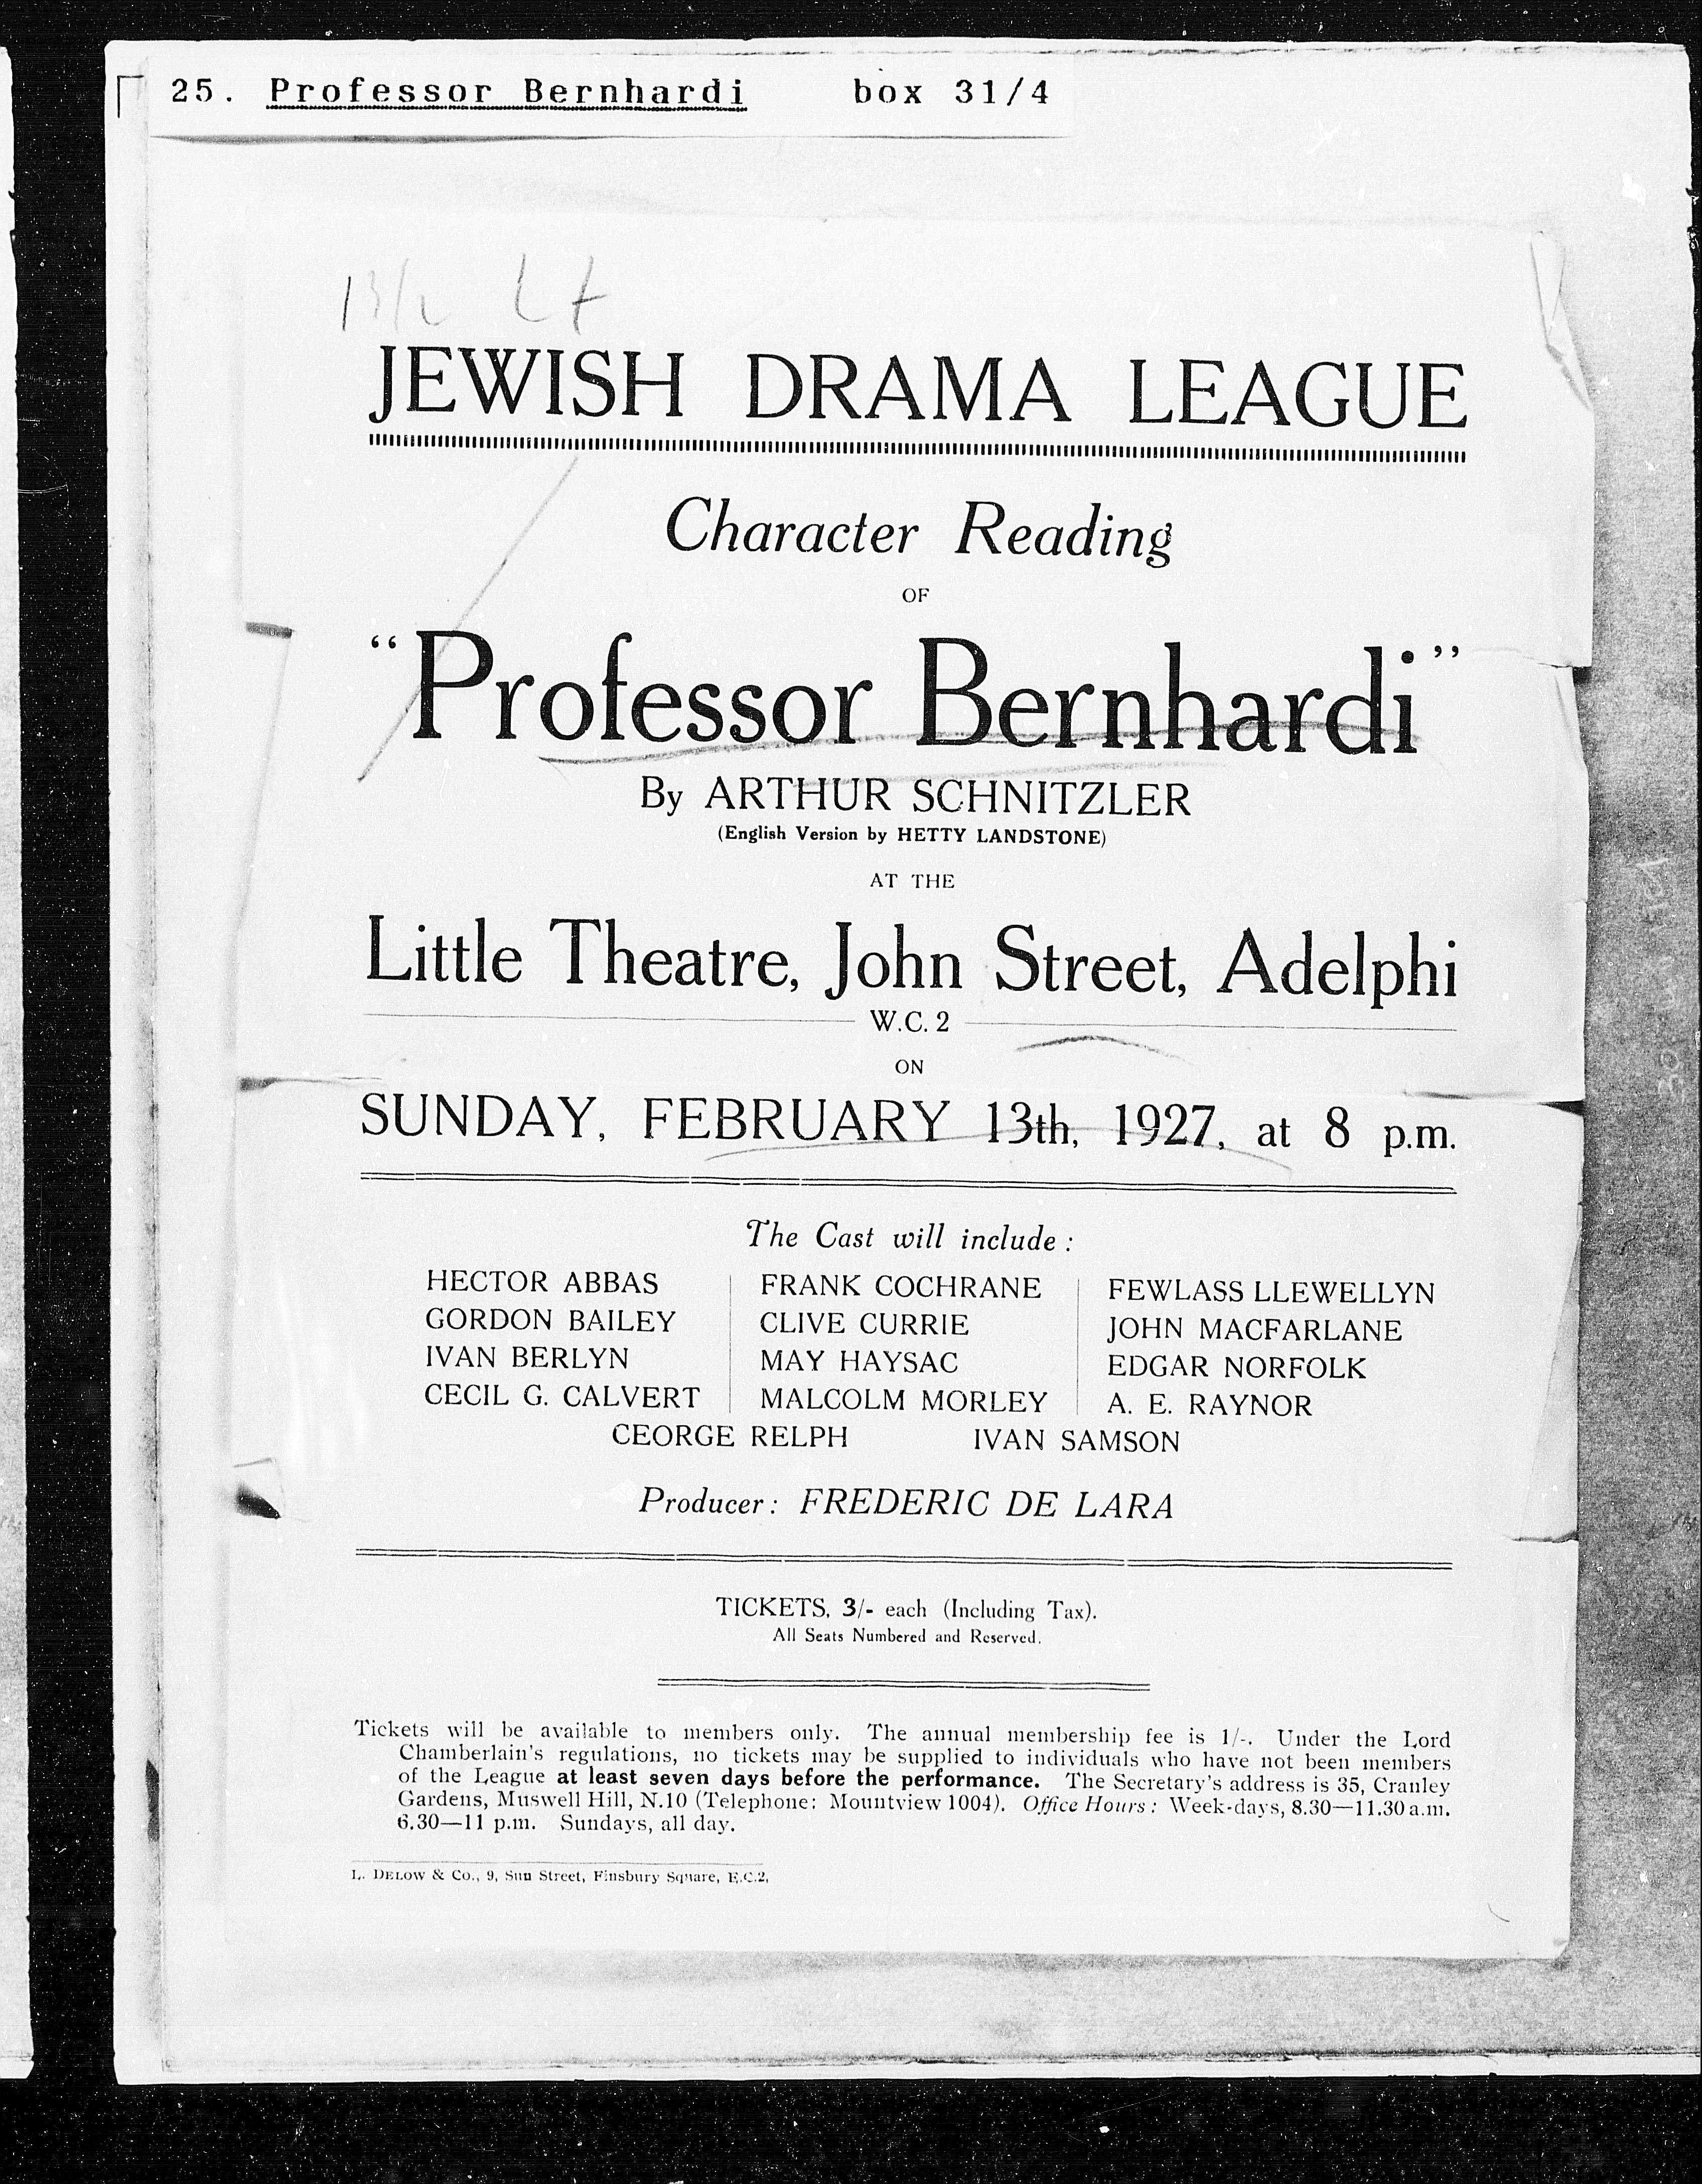 25. Professor Bernhardi box 31/4
JEWISH DRAMA LEAGUE
Character Reading
OF
"Professor Bernhardi"
By ARTHUR SCHNITZLER
(English Version by HETTY LANDSTONE)
AT THE
Little Theatre, John Street, Adelphi
W.C. 2
ON
SUNDAY, FEBRUARY 13th, 1927, at 8 p.m.
The Cast will include :
HECTOR ABBAS FRANK COCHRANE FEWLASS LLEWELLYN
GORDON BAILEY CLIVE CURRIE JOHN MACFARLANE
IVAN BERLYN MAY HAYSAC EDGAR NORFOLK
CECIL G. CALVERT MALCOLM MORLEY A. E. RAYNOR
CEORGE RELPH IVAN SAMSON
Producer : FREDERIC DE LARA
TICKETS, 3/- each (Including Tax).
All Seats Numbered and Reserved.
Tickets will be available to members only. The annual membership fee is 1/-. Under the Lord
Chamberlain's regulations, no tickets may be supplied to individuals who have not been members
of the League at least seven days before the performance. The Secretary's address is 35, Cranley
Gardens, Muswell Hill, N.10 (Telephone: Mountview 1004). Office Hours : Week-days, 8.30—11.30 a.m.
6.30—11 p.m. Sundays, all day.
L. DELOW & Co., 9, Sun Street, Finsbury Square, E.C.2,